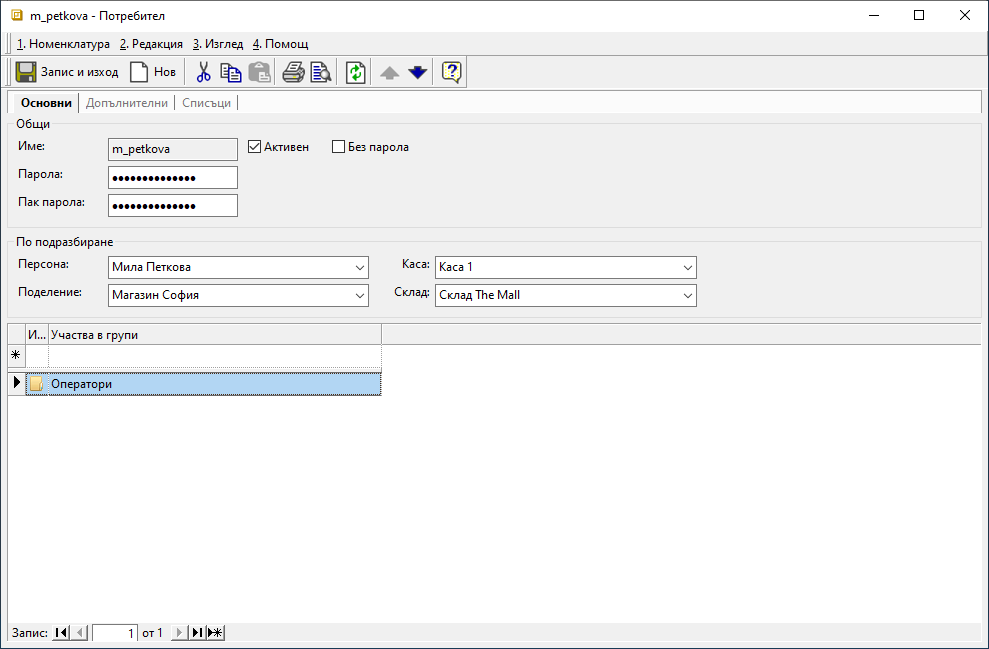 m_petkova - Потребител
1. Номенклатура 2. Редакция 3. Изглед 4. Помощ
Запис и изход Нов
Основни Допълнителни Списъци
Общи
Име: m_petkova Активен Без парола
Парола: ••••••••••••••
Пак парола: ••••••••••••••
По подразбиране
Персона: Мила Петкова Каса: Каса 1
Поделение: Магазин София Склад: Склад The Mall
И... Участва в групи
Оператори
Запис: 1 от 1